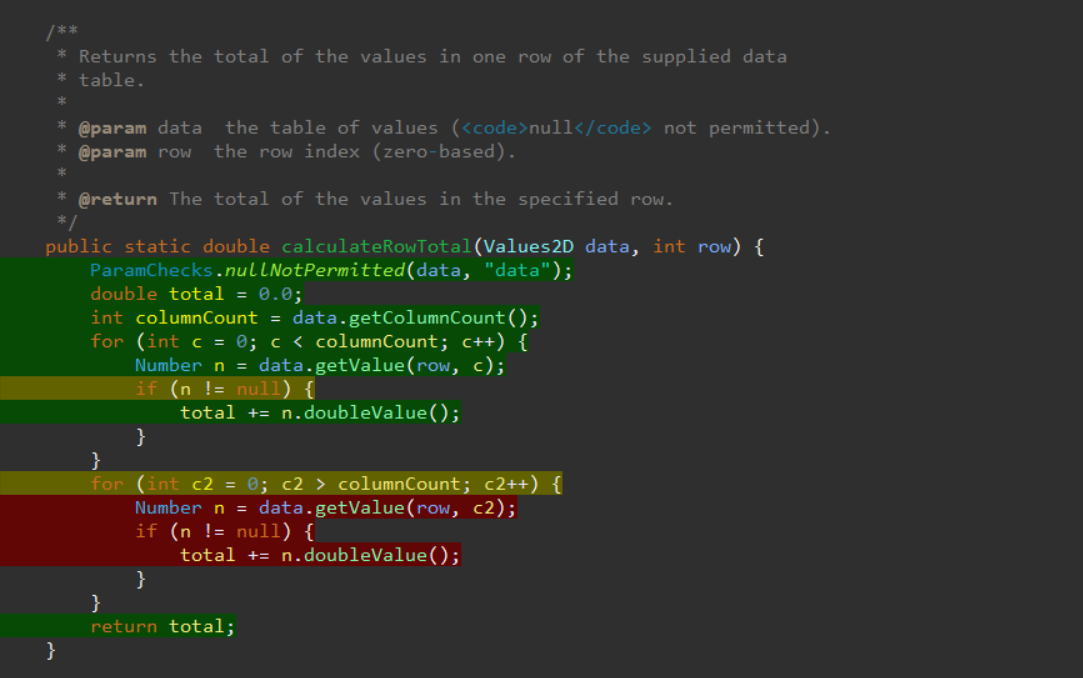 /**
 * Returns the total of the values in one row of the supplied data
 * table.
 *
 * @param data  the table of values (<code>null</code> not permitted).
 * @param row  the row index (zero-based).
 *
 * @return The total of the values in the specified row.
 */
public static double calculateRowTotal(Values2D data, int row) {
    ParamChecks.nullNotPermitted(data, "data");
    double total = 0.0;
    int columnCount = data.getColumnCount();
    for (int c = 0; c < columnCount; c++) {
        Number n = data.getValue(row, c);
        if (n != null) {
            total += n.doubleValue();
        }
    }
    for (int c2 = 0; c2 > columnCount; c2++) {
        Number n = data.getValue(row, c2);
        if (n != null) {
            total += n.doubleValue();
        }
    }
    return total;
}